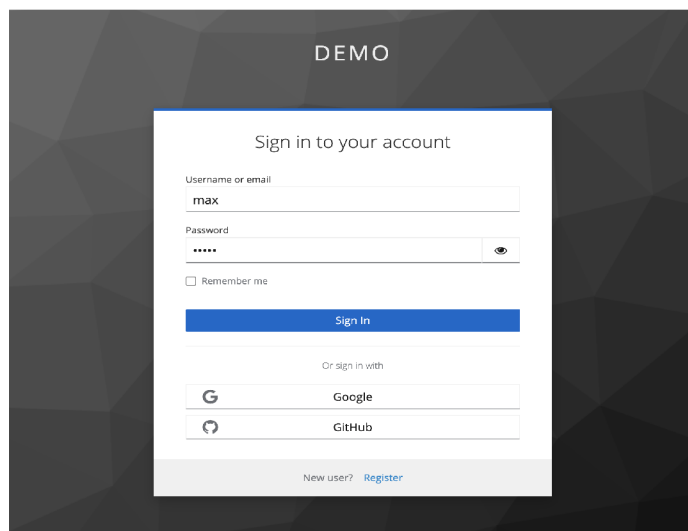 DEMO
Sign in to your account
Username or email
max
Password
•••••
Remember me
Sign In
Or sign in with
Google
GitHub
New user? Register